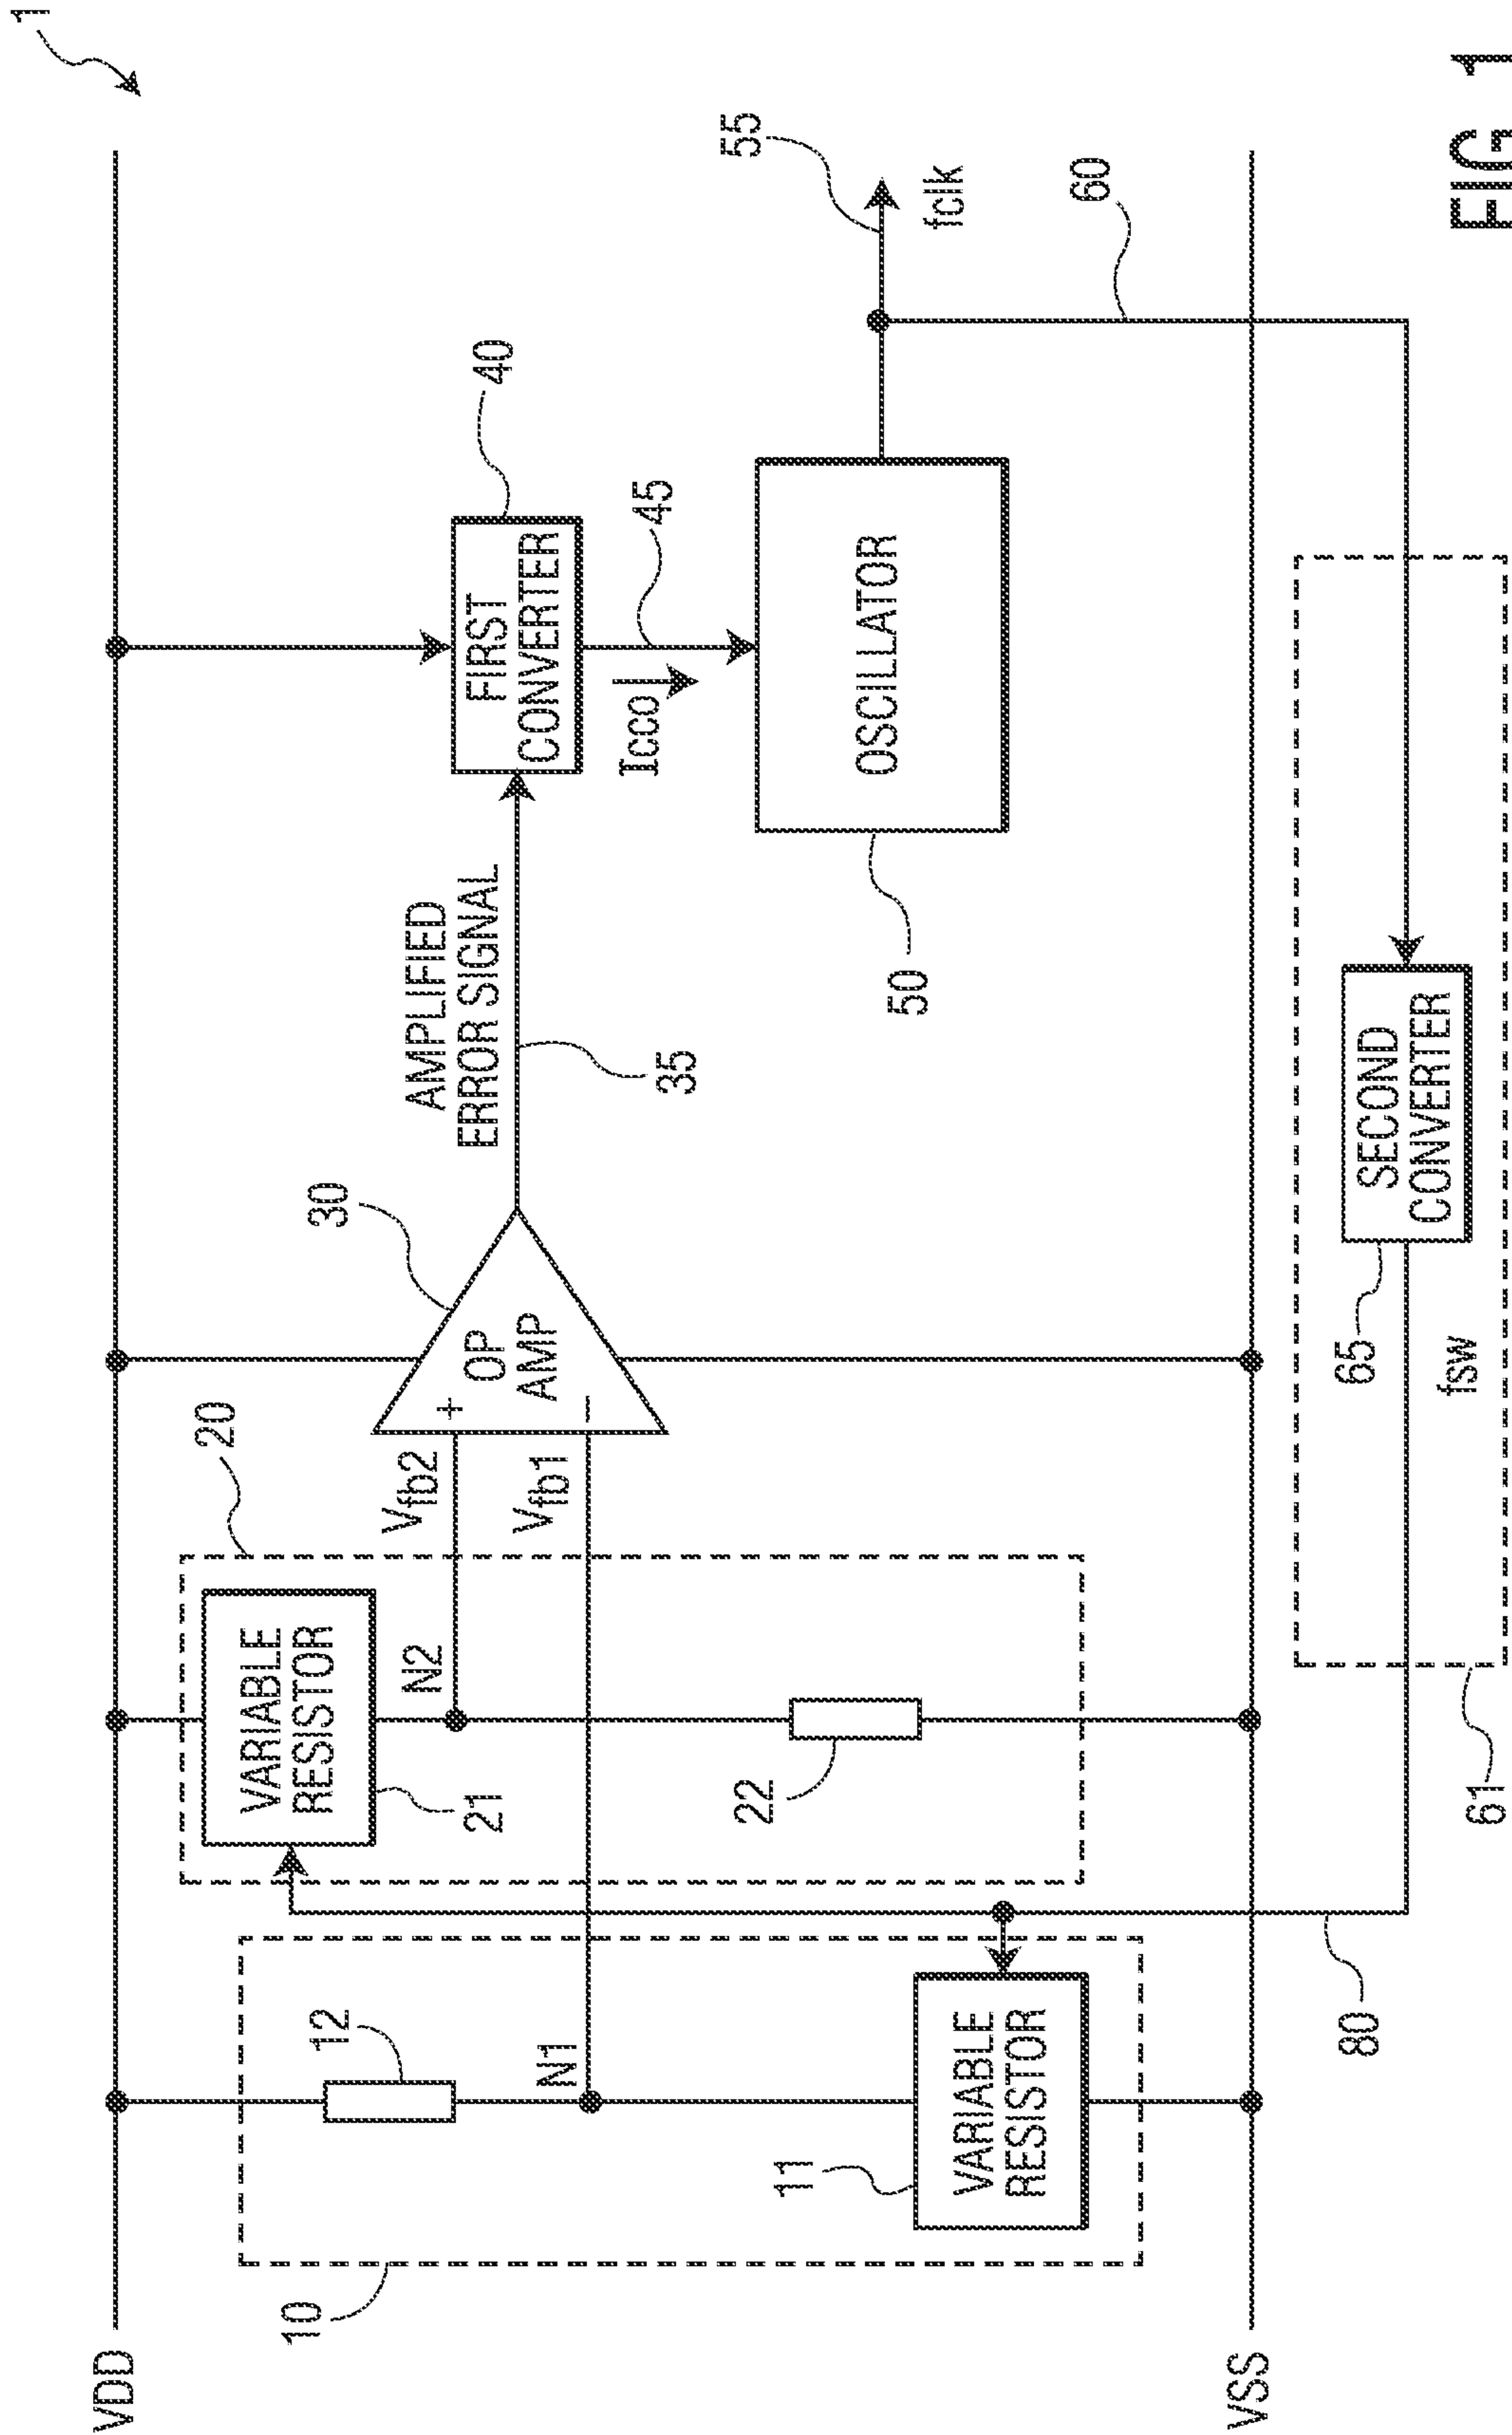 1
VDD
20
30
40
VARIABLE
RESISTOR
12
10
AMPLIFIED
ERROR SIGNAL
FIRST
CONVERTER
N2
Vfb2
+
OP
AMP
−
21
N1
Vfb1
35
Icco
45
55
22
50
OSCILLATOR
fclk
11
VARIABLE
RESISTOR
60
VSS
80
65
SECOND
CONVERTER
fsw
61
FIG 1